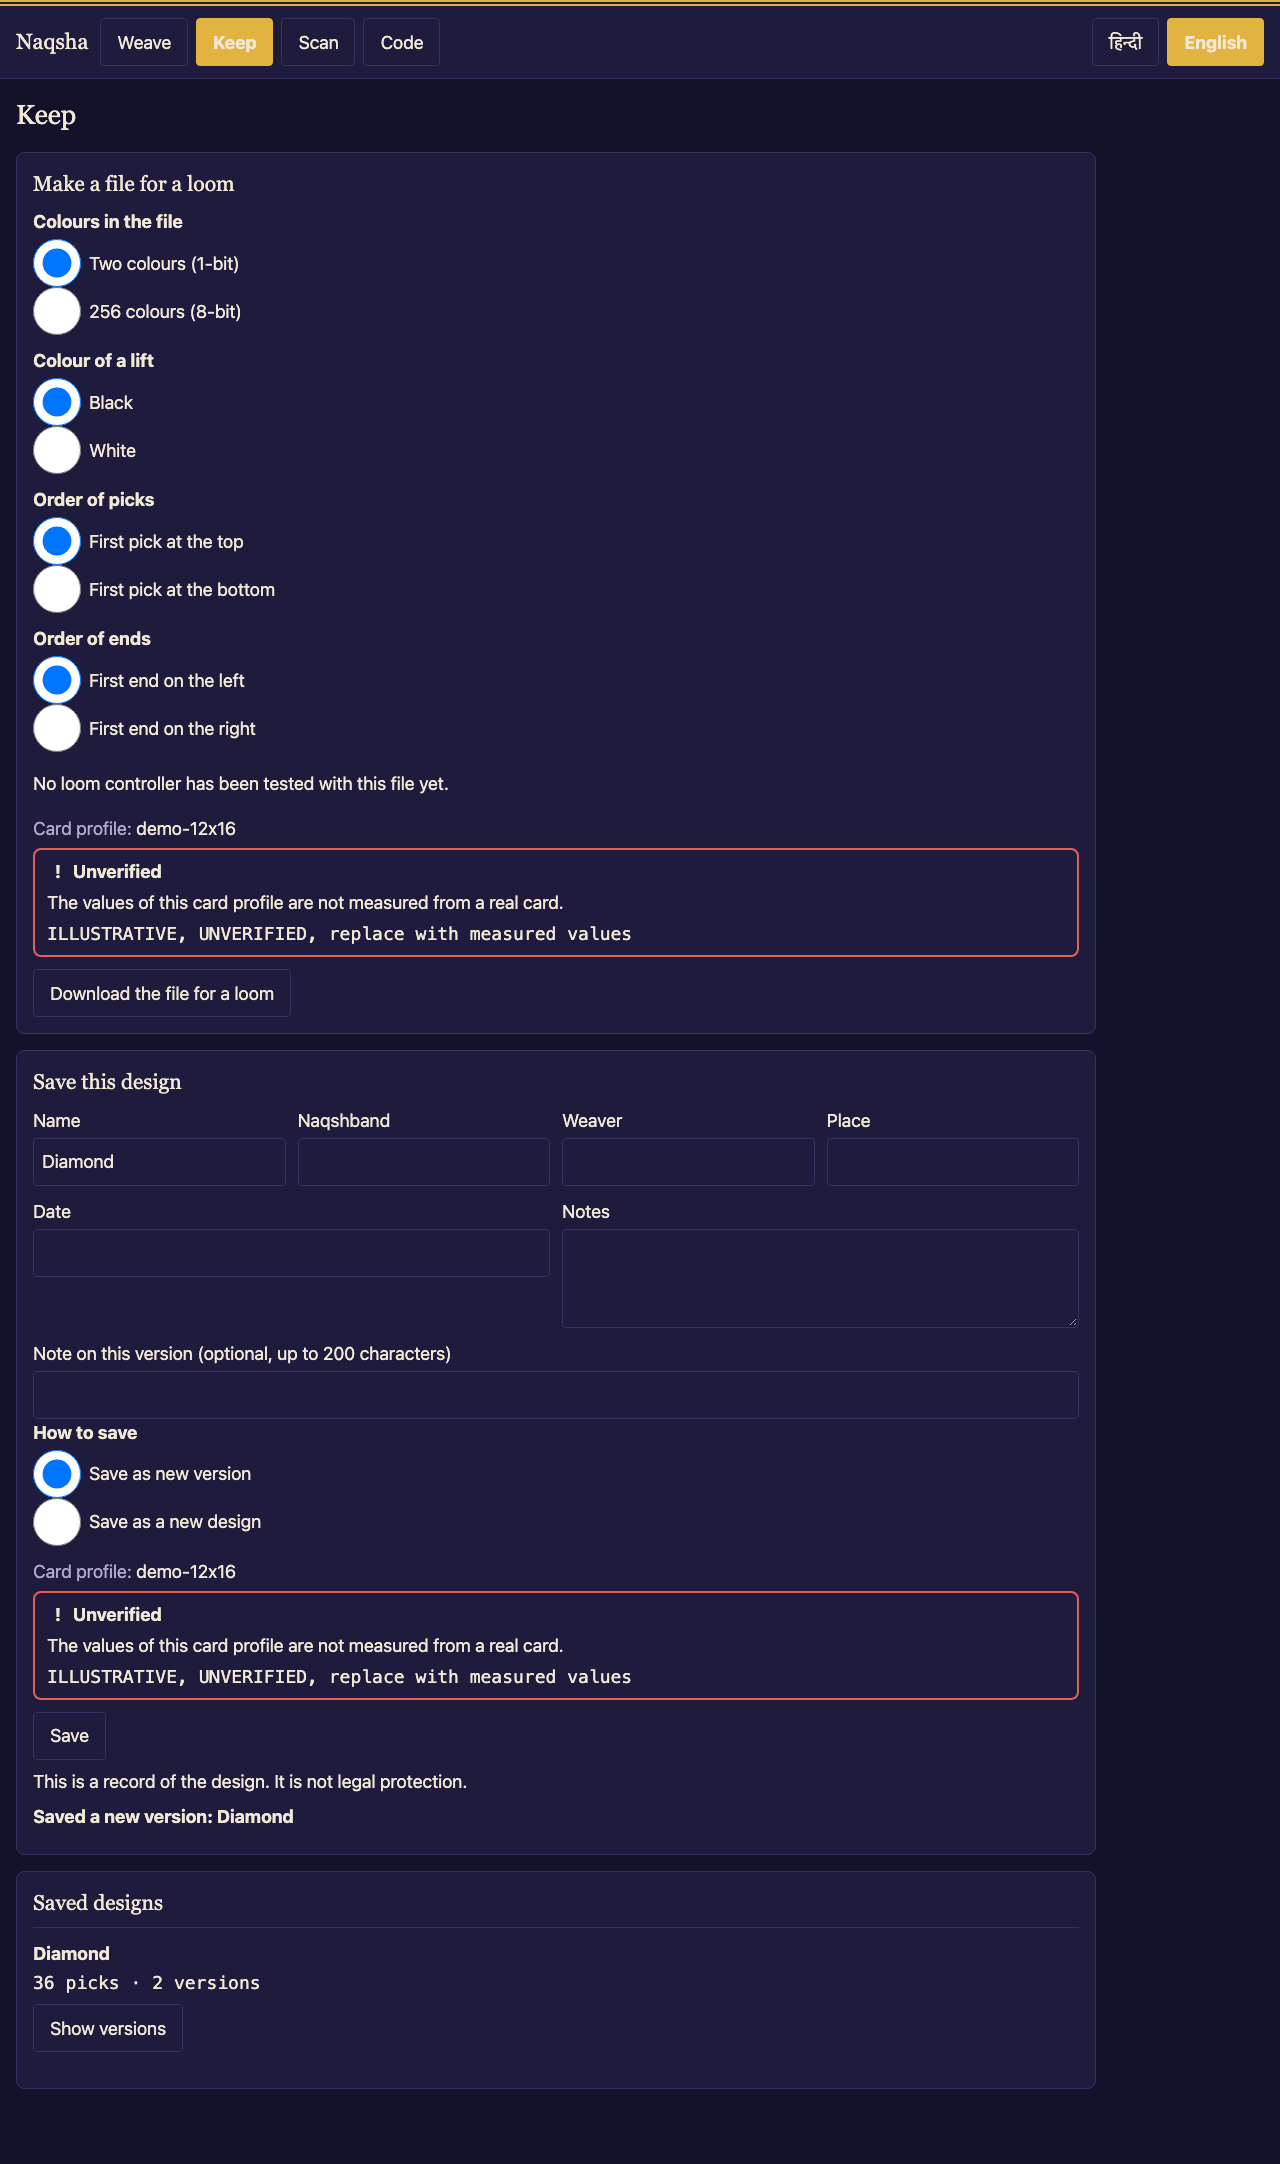 Naqsha Weave Keep Scan Code हिन्दी English
Keep
Make a file for a loom
Colours in the file
Two colours (1-bit)
256 colours (8-bit)
Colour of a lift
Black
White
Order of picks
First pick at the top
First pick at the bottom
Order of ends
First end on the left
First end on the right
No loom controller has been tested with this file yet.
Card profile: demo-12x16
! Unverified
The values of this card profile are not measured from a real card.
ILLUSTRATIVE, UNVERIFIED, replace with measured values
Download the file for a loom
Save this design
Name Naqshband Weaver Place
Diamond
Date Notes
Note on this version (optional, up to 200 characters)
How to save
Save as new version
Save as a new design
Card profile: demo-12x16
! Unverified
The values of this card profile are not measured from a real card.
ILLUSTRATIVE, UNVERIFIED, replace with measured values
Save
This is a record of the design. It is not legal protection.
Saved a new version: Diamond
Saved designs
Diamond
36 picks · 2 versions
Show versions